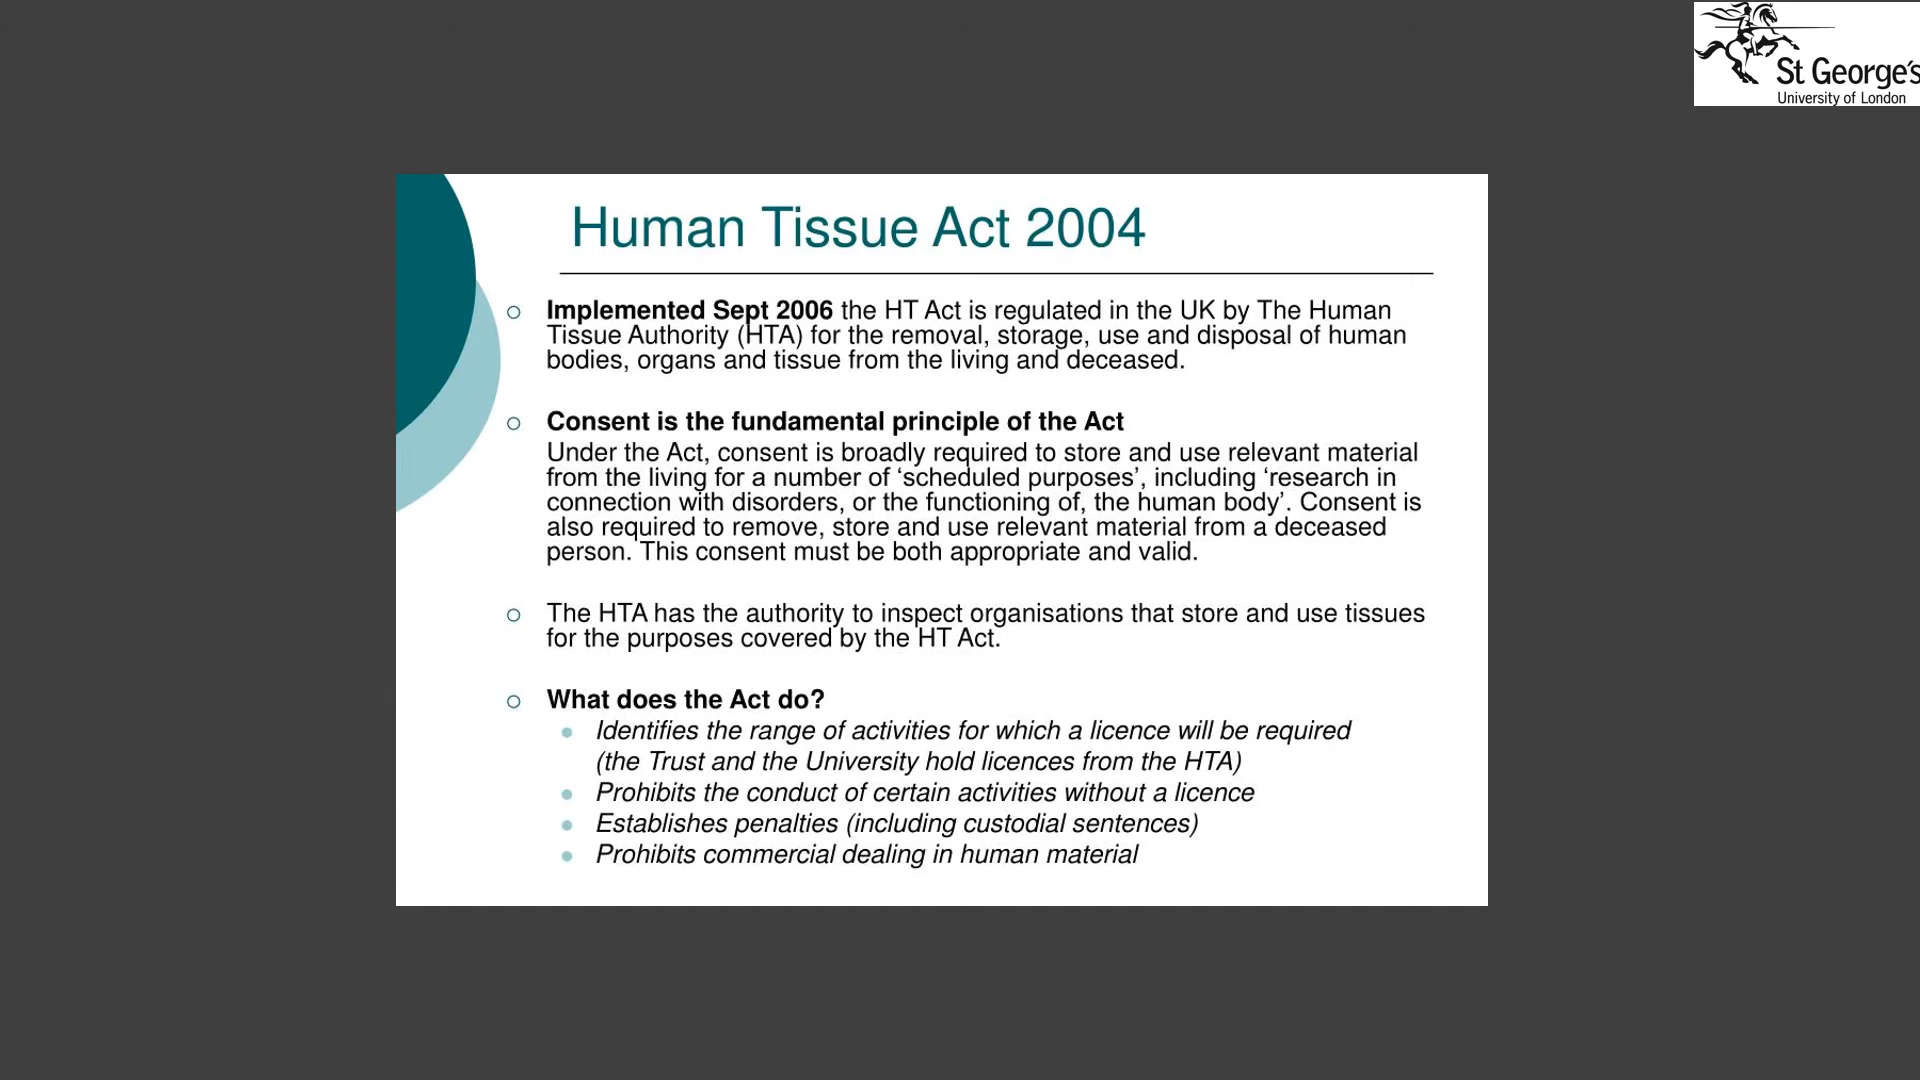 St George's
University of London
Human Tissue Act 2004
Implemented Sept 2006 the HT Act is regulated in the UK by The Human
Tissue Authority (HTA) for the removal, storage, use and disposal of human
bodies, organs and tissue from the living and deceased.
Consent is the fundamental principle of the Act
Under the Act, consent is broadly required to store and use relevant material
from the living for a number of ‘scheduled purposes’, including ‘research in
connection with disorders, or the functioning of, the human body’. Consent is
also required to remove, store and use relevant material from a deceased
person. This consent must be both appropriate and valid.
The HTA has the authority to inspect organisations that store and use tissues
for the purposes covered by the HT Act.
What does the Act do?
Identifies the range of activities for which a licence will be required
(the Trust and the University hold licences from the HTA)
Prohibits the conduct of certain activities without a licence
Establishes penalties (including custodial sentences)
Prohibits commercial dealing in human material